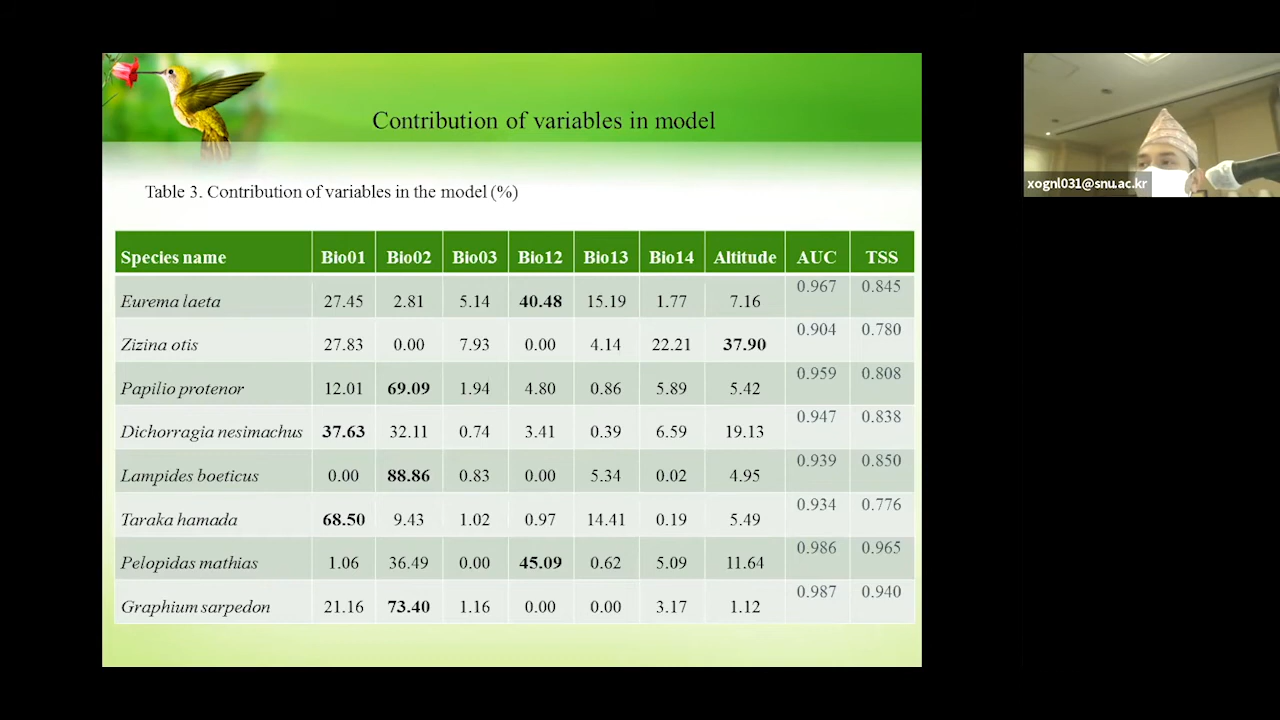 Contribution of variables in model
Table 3. Contribution of variables in the model (%)
Species name Bio01 Bio02 Bio03 Bio12 Bio13 Bio14 Altitude AUC TSS
Eurema laeta 27.45 2.81 5.14 40.48 15.19 1.77 7.16 0.967 0.845
Zizina otis 27.83 0.00 7.93 0.00 4.14 22.21 37.90 0.904 0.780
Papilio protenor 12.01 69.09 1.94 4.80 0.86 5.89 5.42 0.959 0.808
Dichorragia nesimachus 37.63 32.11 0.74 3.41 0.39 6.59 19.13 0.947 0.838
Lampides boeticus 0.00 88.86 0.83 0.00 5.34 0.02 4.95 0.939 0.850
Taraka hamada 68.50 9.43 1.02 0.97 14.41 0.19 5.49 0.934 0.776
Pelopidas mathias 1.06 36.49 0.00 45.09 0.62 5.09 11.64 0.986 0.965
Graphium sarpedon 21.16 73.40 1.16 0.00 0.00 3.17 1.12 0.987 0.940
xognl031@snu.ac.kr